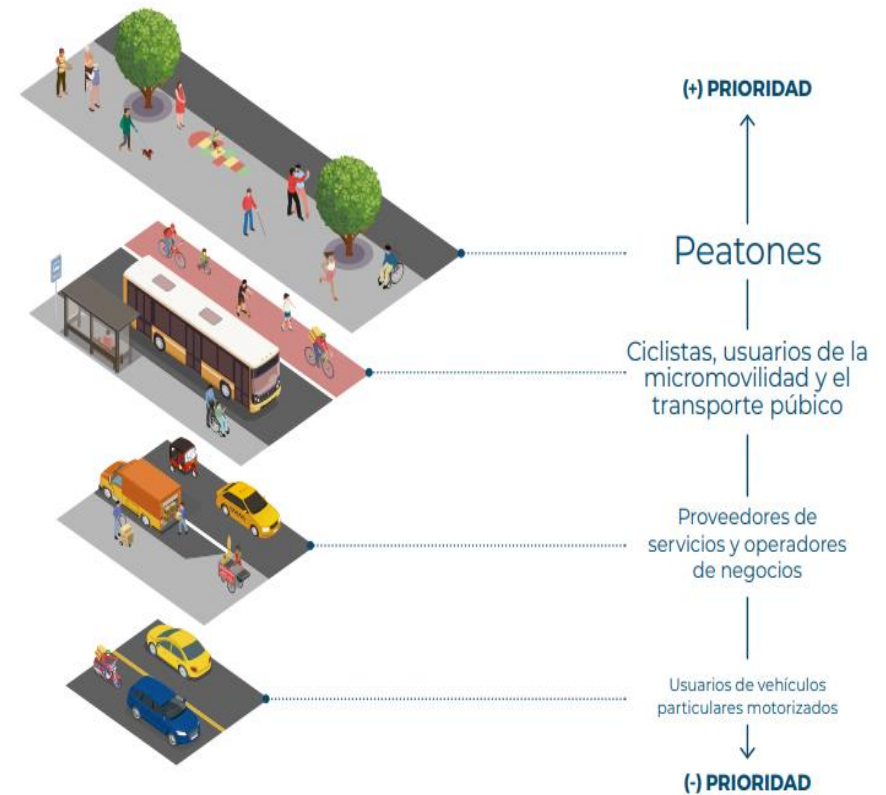 (+) PRIORIDAD
Peatones
Ciclistas, usuarios de la
micromovilidad y el
transporte púbico
Proveedores de
servicios y operadores
de negocios
Usuarios de vehículos
particulares motorizados
(-) PRIORIDAD